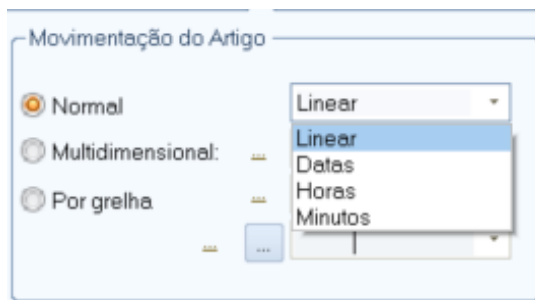 Movimentação do Artigo
Normal
Linear
Multidimensional: ...
Linear
Datas
Por grelha ...
Horas
Minutos
... ...